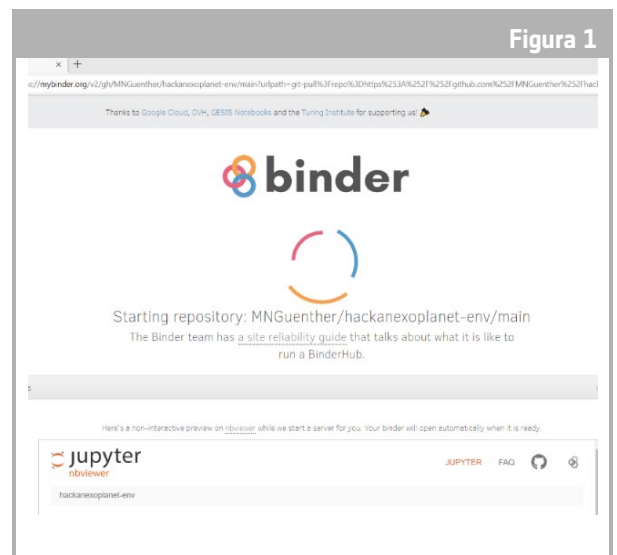 Figura 1
× +
s://mybinder.org/v2/gh/MNGuenther/hackanexoplanet-env/main?urlpath=git-pull%3Frepo%3Dhttps%253A%252F%252Fgithub.com%252FMNGuenther%252Fhacl
Thanks to Google Cloud, OVH, GESIS Notebooks and the Turing Institute for supporting us! 🎉
binder
Starting repository: MNGuenther/hackanexoplanet-env/main
The Binder team has a site reliability guide that talks about what it is like to
run a BinderHub.
Here's a non-interactive preview on nbviewer while we start a server for you. Your binder will open automatically when it is ready.
jupyter
nbviewer
JUPYTER FAQ
hackanexoplanet-env